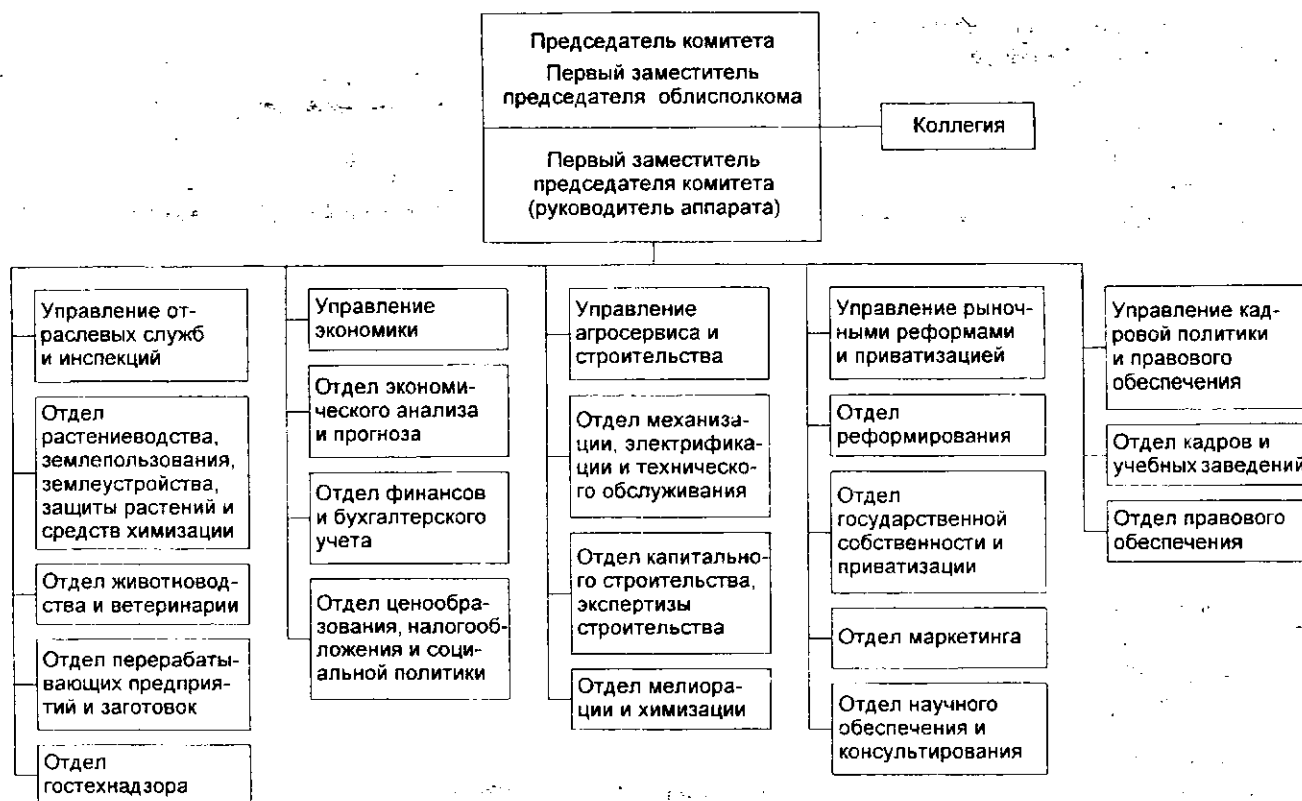 Председатель комитета
Первый заместитель
председателя облисполкома
Коллегия
Первый заместитель
председателя комитета
(руководитель аппарата)
Управление от-
раслевых служб
и инспекций
Отдел
растениеводства,
землепользования,
землеустройства,
защиты растений и
средств химизации
Отдел животновод-
ства и ветеринарии
Отдел перерабаты-
вающих предприя-
тий и заготовок
Отдел
гостехнадзора
Управление
экономики
Отдел экономи-
ческого анализа
и прогноза
Отдел финансов
и бухгалтерского
учета
Отдел ценообра-
зования, налогооб-
ложения и соци-
альной политики
Управление
агросервиса и
строительства
Отдел механиза-
ции, электрифика-
ции и техническо-
го обслуживания
Отдел капитально-
го строительства,
экспертизы
строительства
Отдел мелиора-
ции и химизации
Управление рыноч-
ными реформами
и приватизацией
Отдел
реформирования
Отдел
государственной
собственности и
приватизации
Отдел маркетинга
Отдел научного
обеспечения и
консультирования
Управление кад-
ровой политики
и правового
обеспечения
Отдел кадров и
учебных заведений
Отдел правового
обеспечения